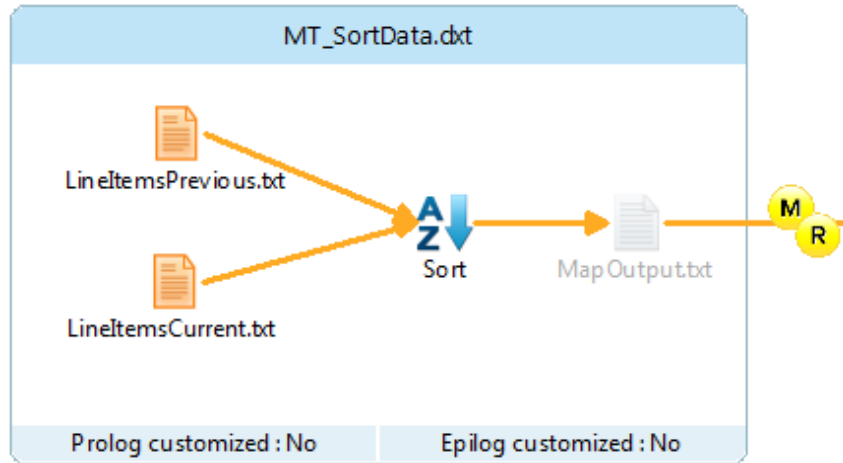 MT_SortData.dxt
LineItemsPrevious.txt
A
Z
Sort
MapOutput.txt
M
R
LineItemsCurrent.txt
Prolog customized : No
Epilog customized : No